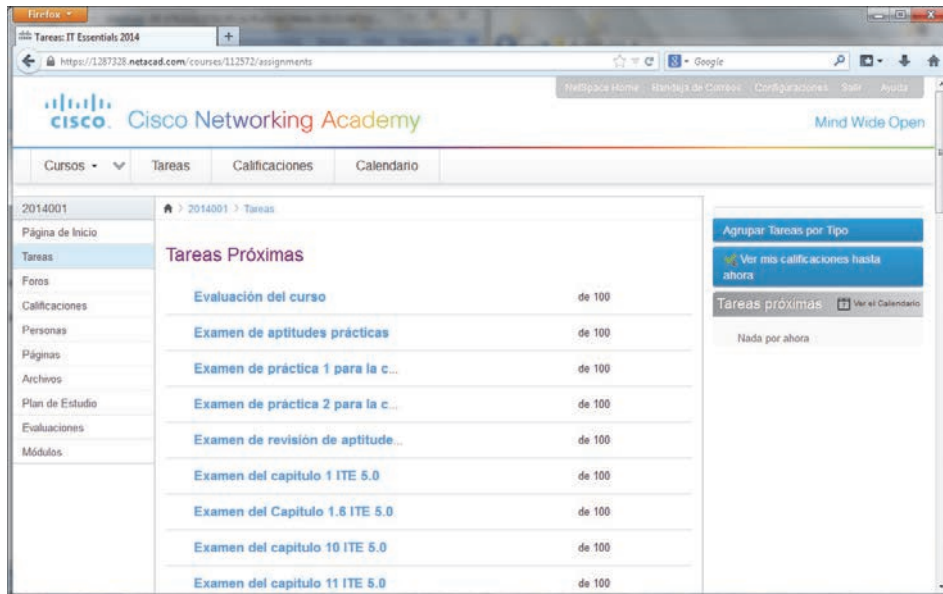 Firefox
Tareas: IT Essentials 2014
+
https://1287328.netacad.com/courses/112572/assignments
Google
NetSpace Home Bandeja de Correos Configuraciones Salir Ayuda
CISCO Cisco Networking Academy
Mind Wide Open
Cursos Tareas Calificaciones Calendario
2014001
Página de Inicio
Tareas
Foros
Calificaciones
Personas
Páginas
Archivos
Plan de Estudio
Evaluaciones
Módulos
2014001 > Tareas
Tareas Próximas
Evaluación del curso de 100
Examen de aptitudes prácticas de 100
Examen de práctica 1 para la c... de 100
Examen de práctica 2 para la c... de 100
Examen de revisión de aptitude... de 100
Examen del capítulo 1 ITE 5.0 de 100
Examen del Capítulo 1.6 ITE 5.0 de 100
Examen del capítulo 10 ITE 5.0 de 100
Examen del capítulo 11 ITE 5.0 de 100
Agrupar Tareas por Tipo
Ver mis calificaciones hasta
ahora
Tareas próximas Ver el Calendario
Nada por ahora